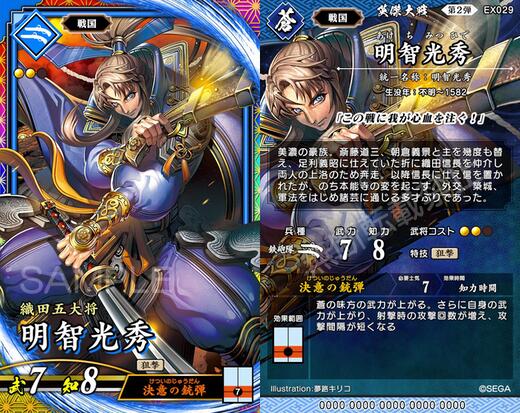 戦国
SAMPLE
織田五大将
明智光秀
狙撃
武7 知8
けつい じゅうだん
決意の銃弾
7
蒼
戦国
英傑大戦
第2弾
EX029
あけ ち みつ ひで
明智光秀
統一名称：明智光秀
生没年：不明～1582
「この戦に我が心血を注ぐ！」
美濃の豪族。斎藤道三、朝倉義景と主を幾度も替
え、足利義昭に仕えていた折に織田信長を仲介し
両人の上洛のため奔走、以降信長に仕え信を置
かれたが、のち本能寺の変を起こす。外交、築城、
軍法をはじめ諸芸に通じる多才ぶりであった。
兵種 武力 知力 武将コスト
鉄砲隊 7 8 特技 狙撃
けつい じゅうだん
決意の銃弾
必要士気
7
効果時間
知力時間
効果範囲
蒼の味方の武力が上がる。さらに自身の武
力が上がり、射撃時の攻撃回数が増え、攻
撃間隔が短くなる
Illustration:夢路キリコ
©SEGA
0000 0000 0000 0000 0000